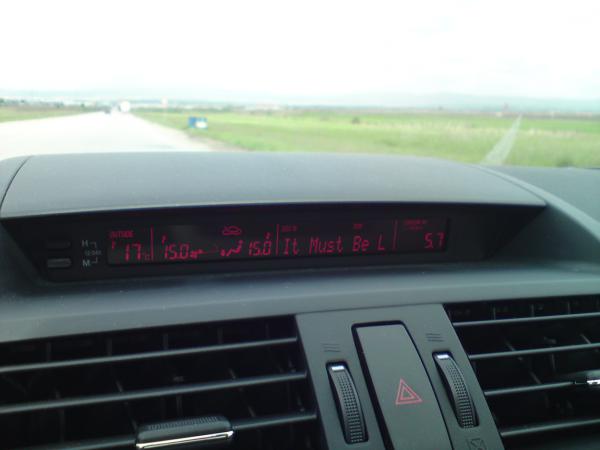 OUTSIDE
17°C
15.0
15.0
It Must Be L
5.7
H
M